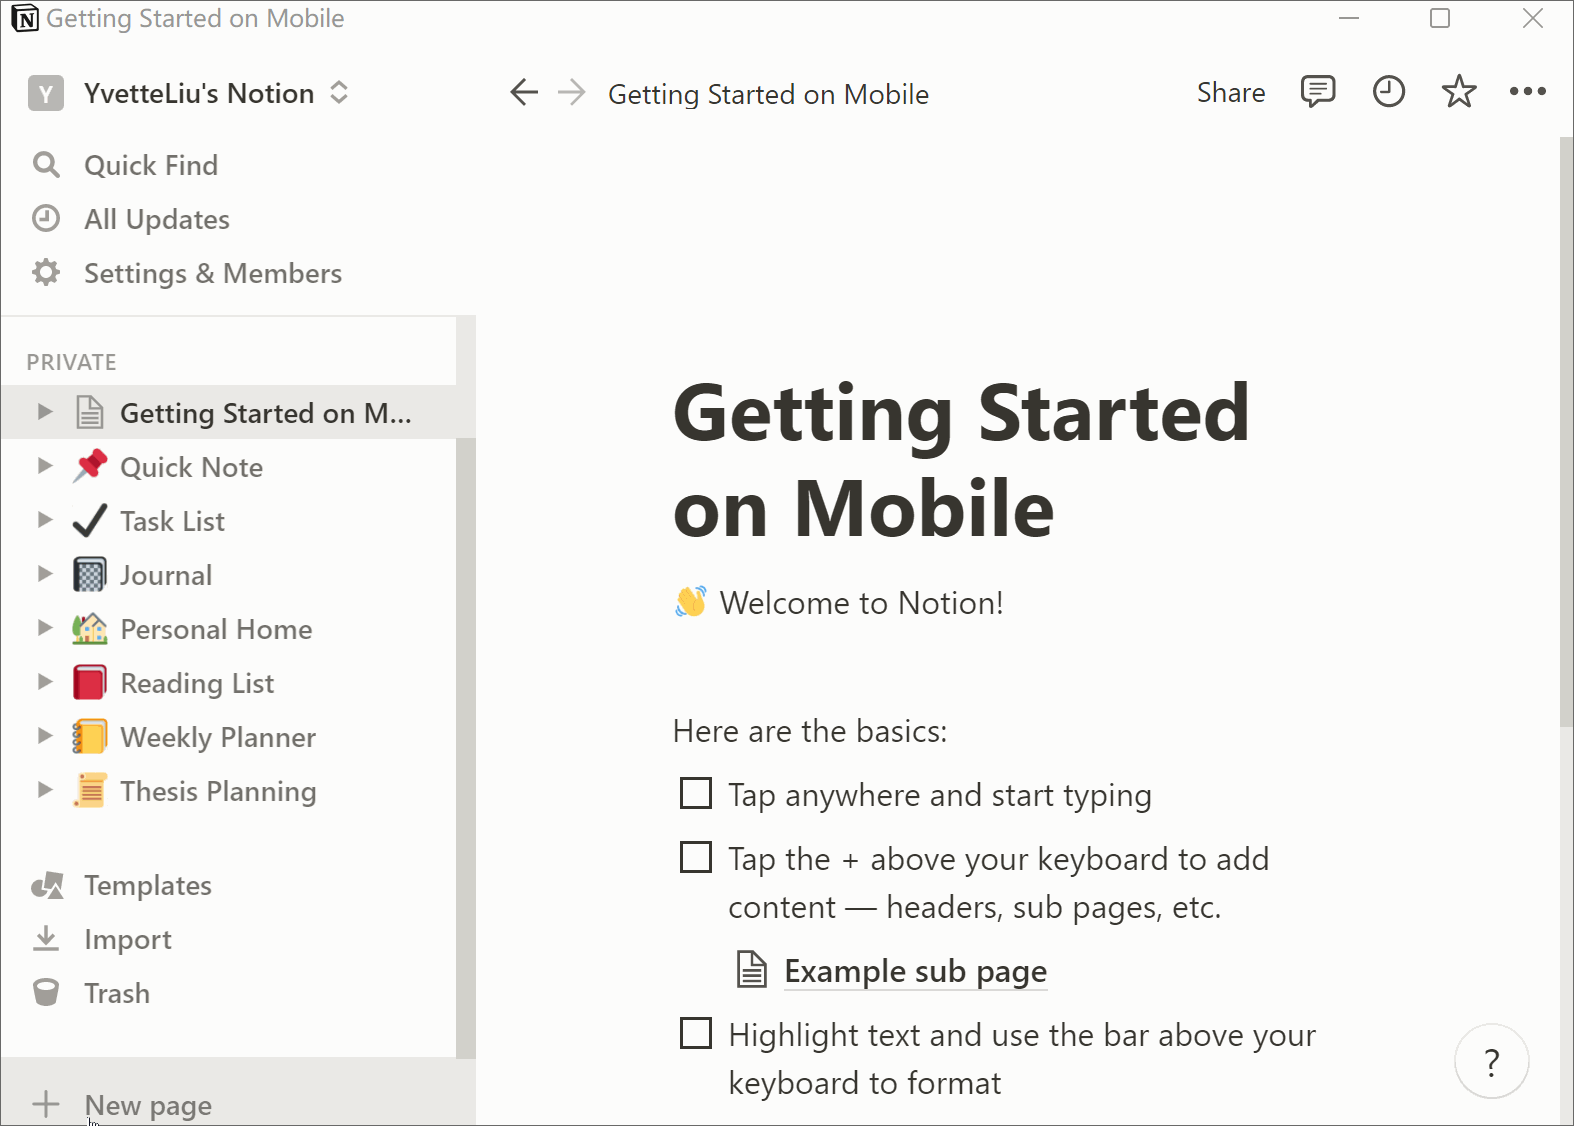 Getting Started on Mobile
Y YvetteLiu's Notion
Getting Started on Mobile
Share
Quick Find
All Updates
Settings & Members
PRIVATE
Getting Started on M...
Quick Note
Task List
Journal
Personal Home
Reading List
Weekly Planner
Thesis Planning
Templates
Import
Trash
New page
Getting Started
on Mobile
👋 Welcome to Notion!
Here are the basics:
Tap anywhere and start typing
Tap the + above your keyboard to add
content — headers, sub pages, etc.
Example sub page
Highlight text and use the bar above your
keyboard to format
?